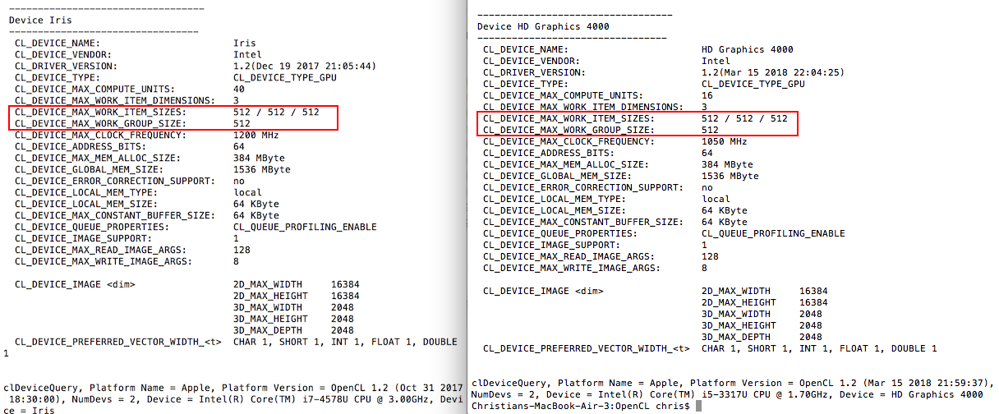 ----------------------------------
Device Iris
---------------------------------
CL_DEVICE_NAME: Iris
CL_DEVICE_VENDOR: Intel
CL_DRIVER_VERSION: 1.2(Dec 19 2017 21:05:44)
CL_DEVICE_TYPE: CL_DEVICE_TYPE_GPU
CL_DEVICE_MAX_COMPUTE_UNITS: 40
CL_DEVICE_MAX_WORK_ITEM_DIMENSIONS: 3
CL_DEVICE_MAX_WORK_ITEM_SIZES: 512 / 512 / 512
CL_DEVICE_MAX_WORK_GROUP_SIZE: 512
CL_DEVICE_MAX_CLOCK_FREQUENCY: 1200 MHz
CL_DEVICE_ADDRESS_BITS: 64
CL_DEVICE_MAX_MEM_ALLOC_SIZE: 384 MByte
CL_DEVICE_GLOBAL_MEM_SIZE: 1536 MByte
CL_DEVICE_ERROR_CORRECTION_SUPPORT: no
CL_DEVICE_LOCAL_MEM_TYPE: local
CL_DEVICE_LOCAL_MEM_SIZE: 64 KByte
CL_DEVICE_MAX_CONSTANT_BUFFER_SIZE: 64 KByte
CL_DEVICE_QUEUE_PROPERTIES: CL_QUEUE_PROFILING_ENABLE
CL_DEVICE_IMAGE_SUPPORT: 1
CL_DEVICE_MAX_READ_IMAGE_ARGS: 128
CL_DEVICE_MAX_WRITE_IMAGE_ARGS: 8
CL_DEVICE_IMAGE <dim> 2D_MAX_WIDTH 16384
2D_MAX_HEIGHT 16384
3D_MAX_WIDTH 2048
3D_MAX_HEIGHT 2048
3D_MAX_DEPTH 2048
CL_DEVICE_PREFERRED_VECTOR_WIDTH_<t> CHAR 1, SHORT 1, INT 1, FLOAT 1, DOUBLE
1
clDeviceQuery, Platform Name = Apple, Platform Version = OpenCL 1.2 (Oct 31 2017
18:30:00), NumDevs = 2, Device = Intel(R) Core(TM) i7-4578U CPU @ 3.00GHz, Devi
ce = Iris
----------------------------------
Device HD Graphics 4000
---------------------------------
CL_DEVICE_NAME: HD Graphics 4000
CL_DEVICE_VENDOR: Intel
CL_DRIVER_VERSION: 1.2(Mar 15 2018 22:04:25)
CL_DEVICE_TYPE: CL_DEVICE_TYPE_GPU
CL_DEVICE_MAX_COMPUTE_UNITS: 16
CL_DEVICE_MAX_WORK_ITEM_DIMENSIONS: 3
CL_DEVICE_MAX_WORK_ITEM_SIZES: 512 / 512 / 512
CL_DEVICE_MAX_WORK_GROUP_SIZE: 512
CL_DEVICE_MAX_CLOCK_FREQUENCY: 1050 MHz
CL_DEVICE_ADDRESS_BITS: 64
CL_DEVICE_MAX_MEM_ALLOC_SIZE: 384 MByte
CL_DEVICE_GLOBAL_MEM_SIZE: 1536 MByte
CL_DEVICE_ERROR_CORRECTION_SUPPORT: no
CL_DEVICE_LOCAL_MEM_TYPE: local
CL_DEVICE_LOCAL_MEM_SIZE: 64 KByte
CL_DEVICE_MAX_CONSTANT_BUFFER_SIZE: 64 KByte
CL_DEVICE_QUEUE_PROPERTIES: CL_QUEUE_PROFILING_ENABLE
CL_DEVICE_IMAGE_SUPPORT: 1
CL_DEVICE_MAX_READ_IMAGE_ARGS: 128
CL_DEVICE_MAX_WRITE_IMAGE_ARGS: 8
CL_DEVICE_IMAGE <dim> 2D_MAX_WIDTH 16384
2D_MAX_HEIGHT 16384
3D_MAX_WIDTH 2048
3D_MAX_HEIGHT 2048
3D_MAX_DEPTH 2048
CL_DEVICE_PREFERRED_VECTOR_WIDTH_<t> CHAR 1, SHORT 1, INT 1, FLOAT 1, DOUBLE 1
clDeviceQuery, Platform Name = Apple, Platform Version = OpenCL 1.2 (Mar 15 2018 21:59:37),
NumDevs = 2, Device = Intel(R) Core(TM) i5-3317U CPU @ 1.70GHz, Device = HD Graphics 4000
Christians-MacBook-Air-3:OpenCL chris$